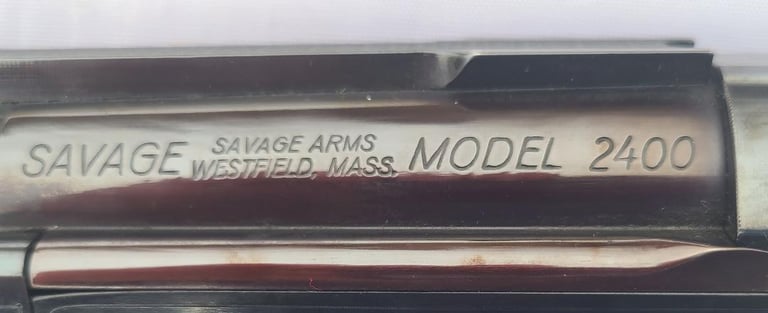 SAVAGE
SAVAGE ARMS
WESTFIELD, MASS.
MODEL 2400